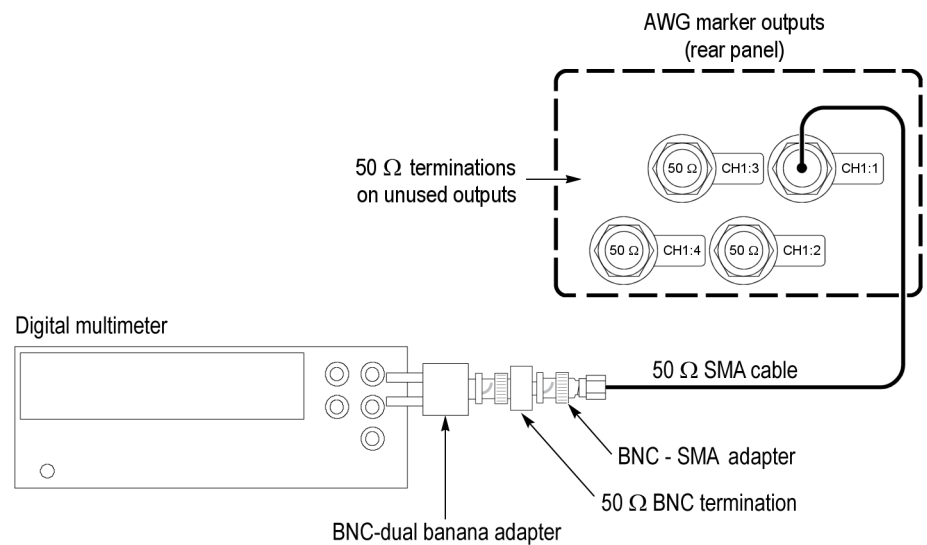 AWG marker outputs
(rear panel)
50 Ω terminations
on unused outputs
50 Ω
CH1:3
CH1:1
50 Ω
CH1:4
50 Ω
CH1:2
Digital multimeter
50 Ω SMA cable
BNC - SMA adapter
50 Ω BNC termination
BNC-dual banana adapter